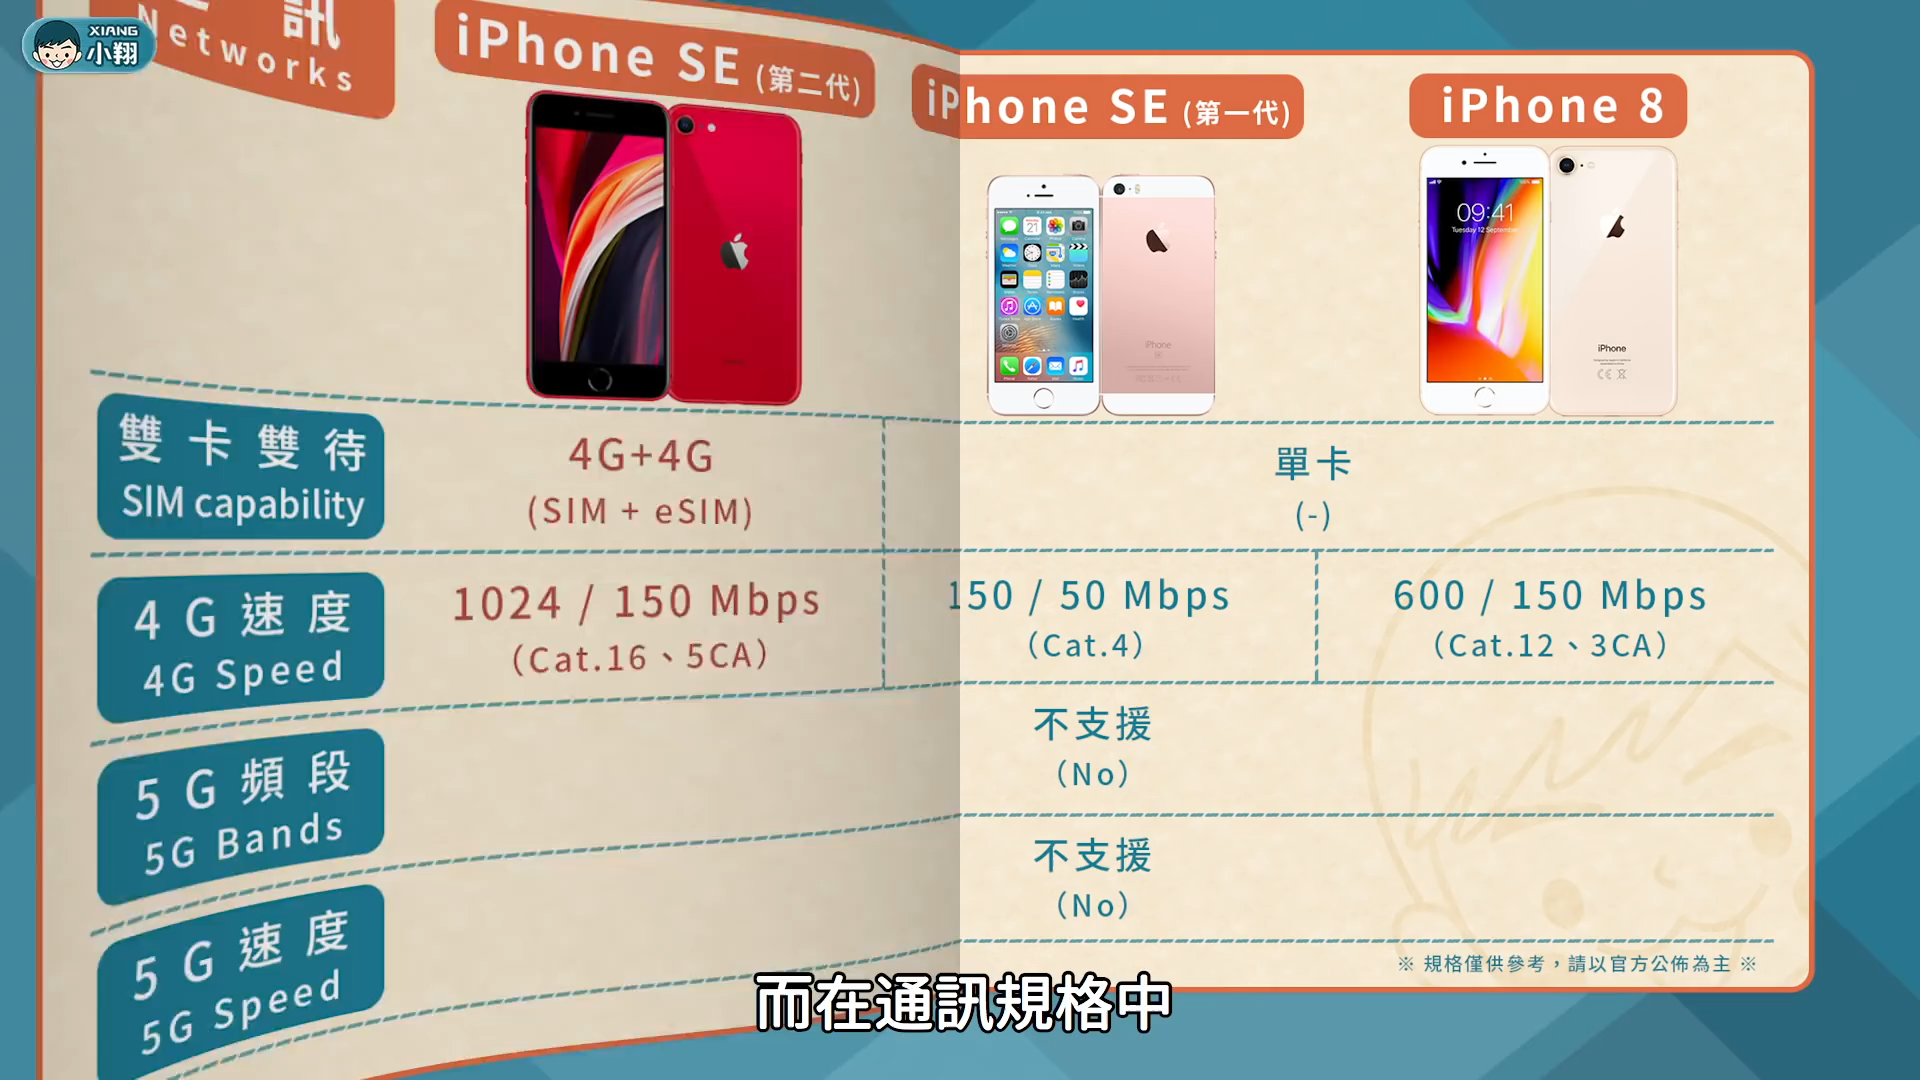 XIANG
小翔
訊
Networks
iPhone SE (第二代)
iPhone SE (第一代)
iPhone 8
09:41
Tuesday 12 September
iPhone
iPhone
雙卡雙待
SIM capability
4G+4G
(SIM + eSIM)
單卡
(-)
4G速度
4G Speed
1024 / 150 Mbps
(Cat.16、5CA)
150 / 50 Mbps
(Cat.4)
600 / 150 Mbps
(Cat.12、3CA)
5G頻段
5G Bands
不支援
(No)
5G速度
5G Speed
不支援
(No)
※ 規格僅供參考，請以官方公佈為主 ※
而在通訊規格中